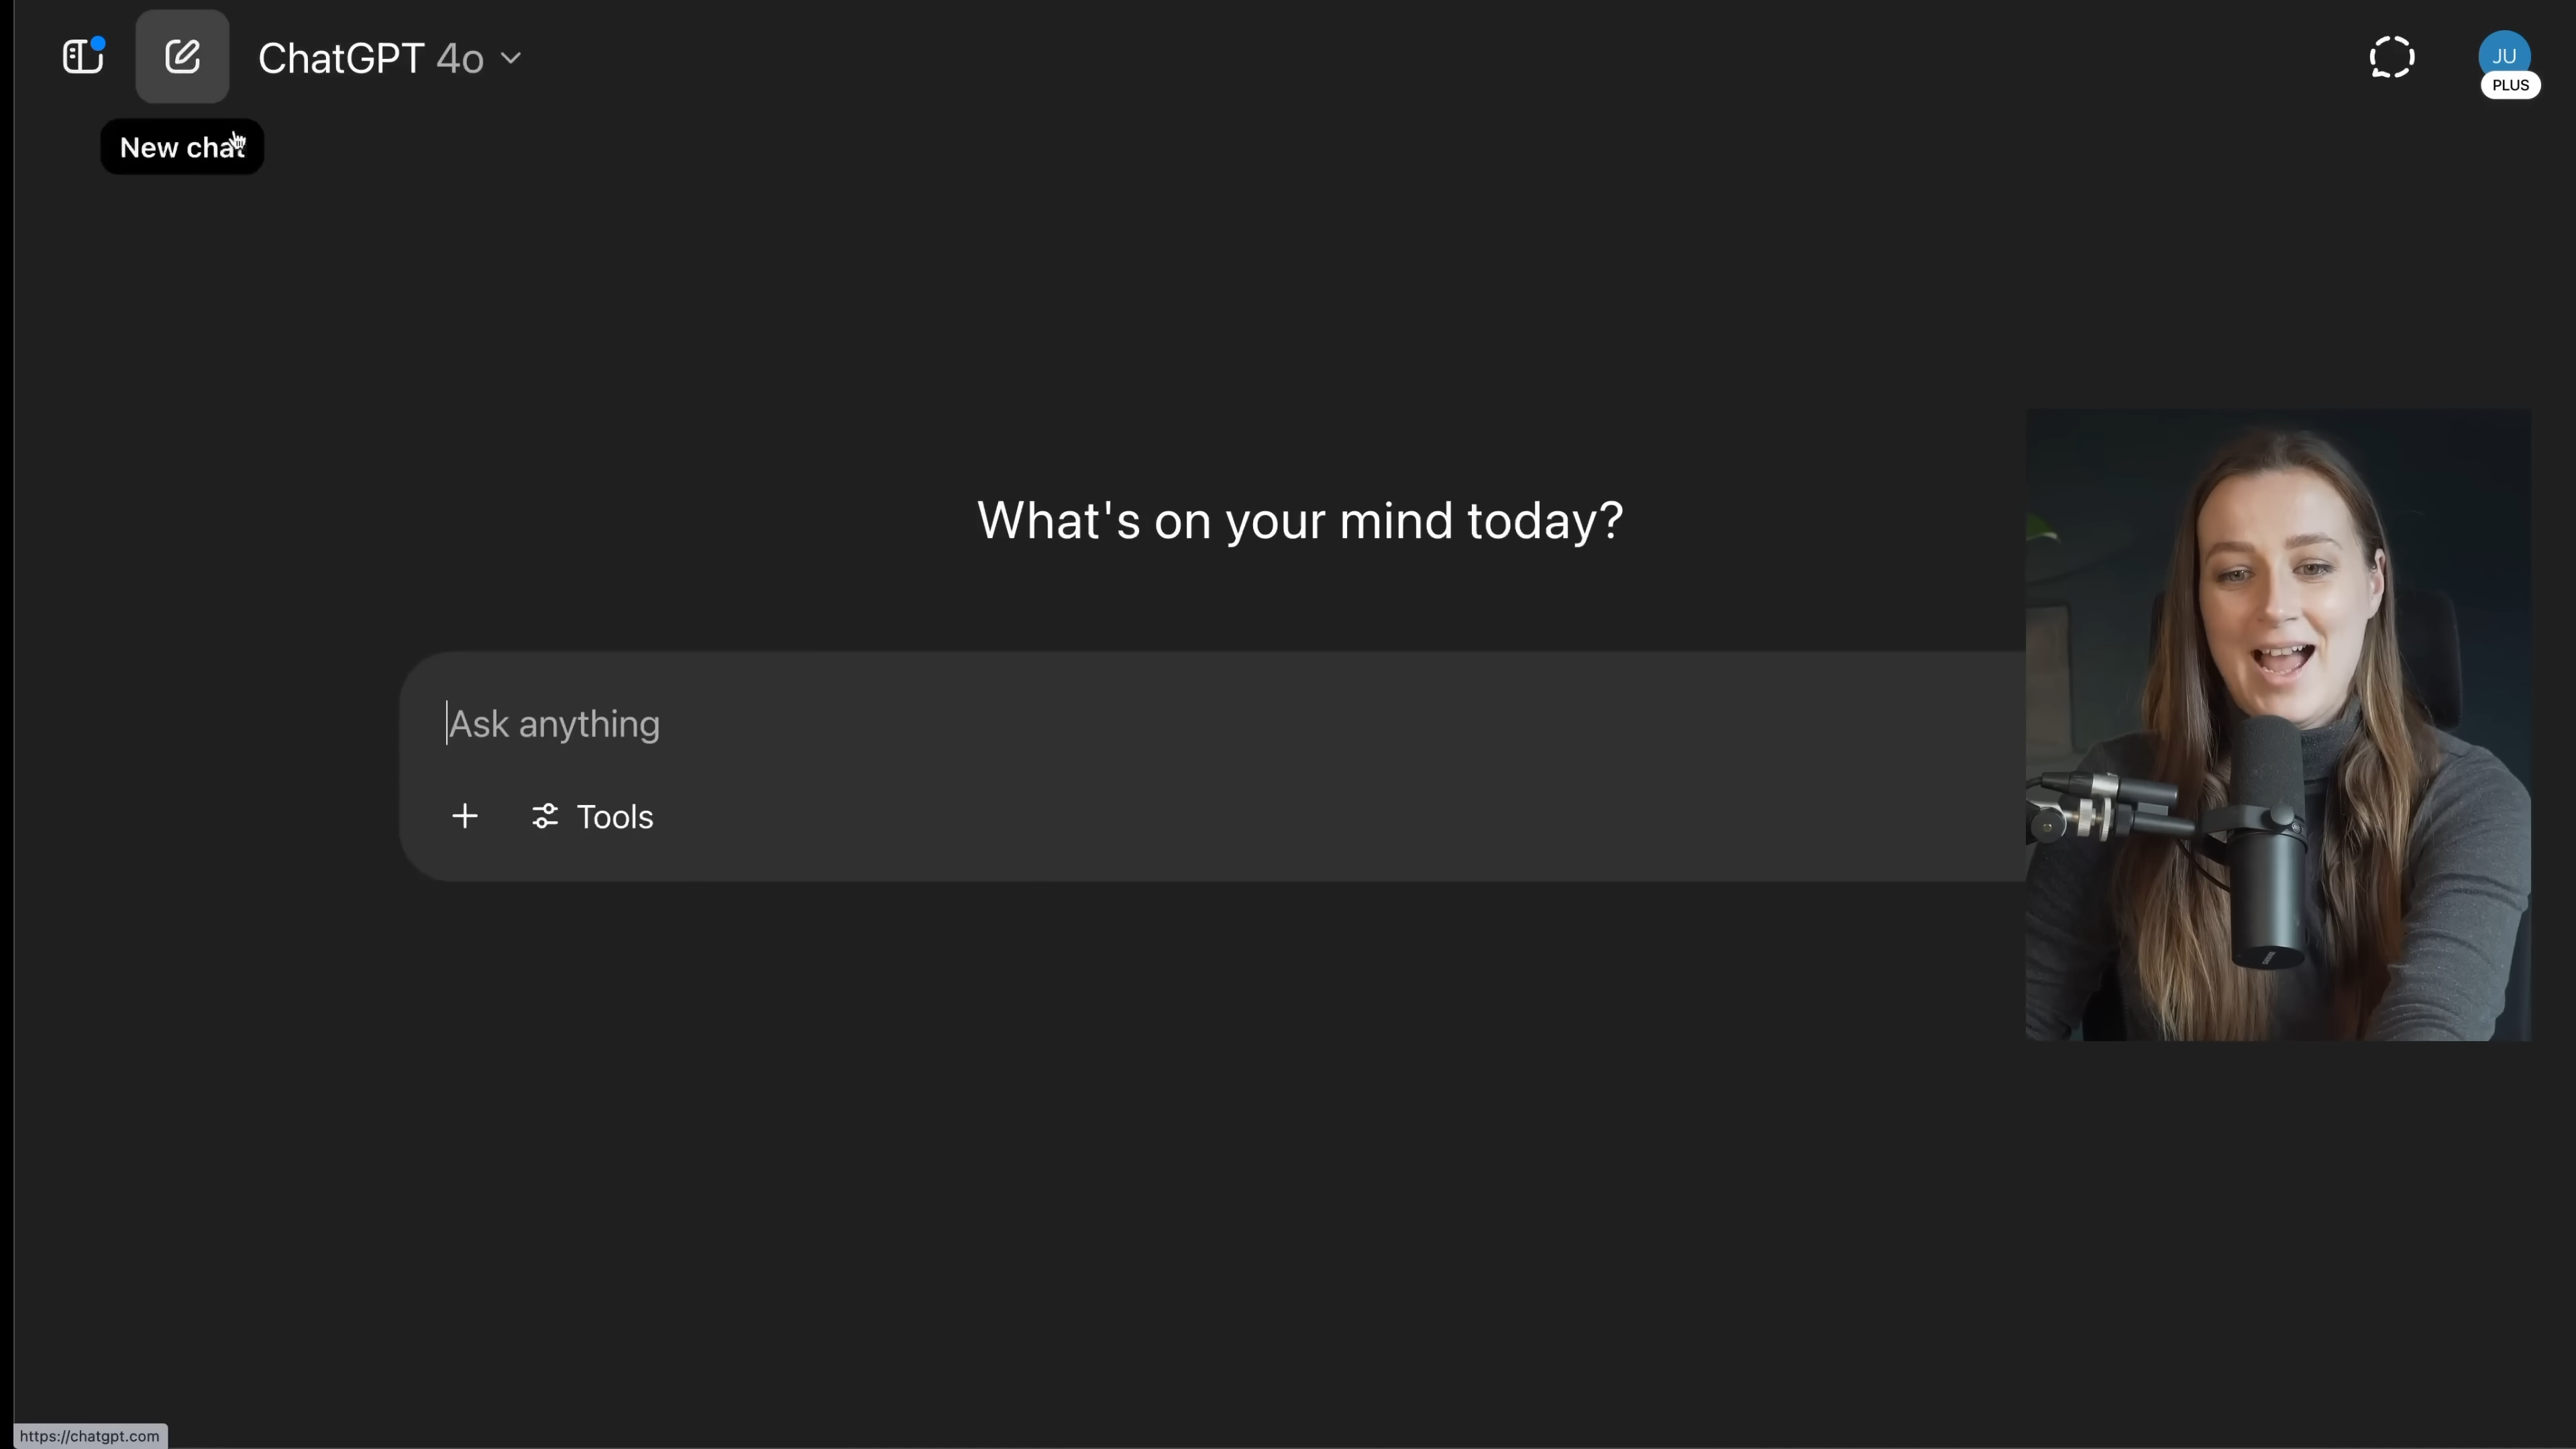 ChatGPT 4o
JU
PLUS
New chat
What's on your mind today?
Ask anything
Tools
https://chatgpt.com